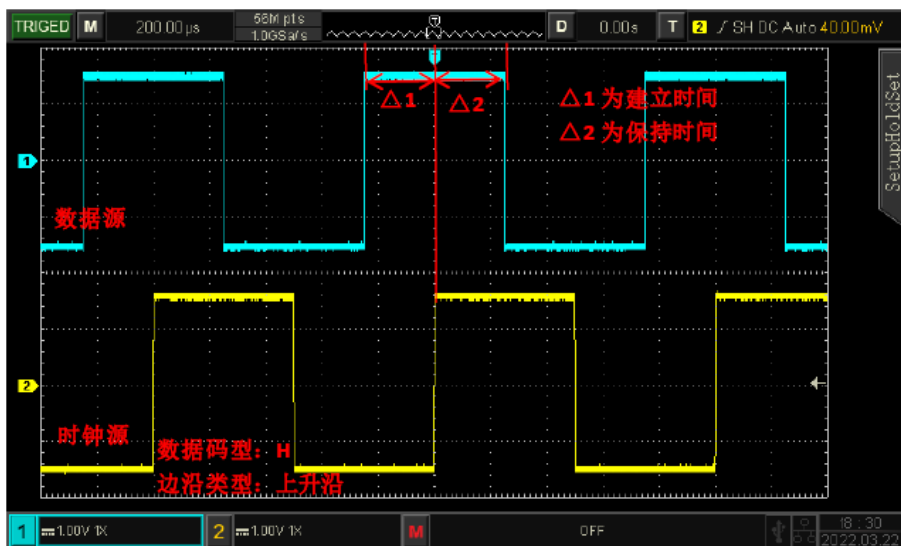 TRIGED M 200.00μs 56M pts D 0.00s T 2 SH DC Auto 40.00mV
1.0GSa/s
T
△1 △2
△1 为建立时间
△2 为保持时间
SetupHoldSet
1
数据源
2
时钟源
数据码型：H
边沿类型：上升沿
1 1.00V 1X 2 1.00V 1X M OFF 18:30
2022.03.22